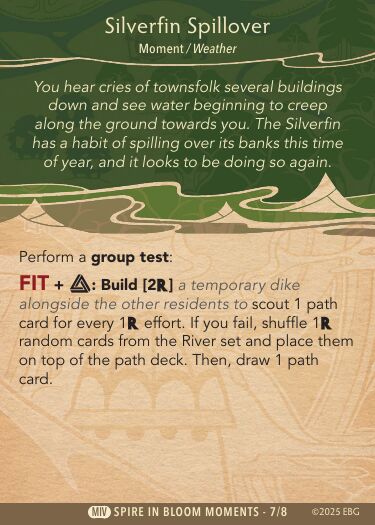 Silverfin Spillover
Moment / Weather
You hear cries of townsfolk several buildings
down and see water beginning to creep
along the ground towards you. The Silverfin
has a habit of spilling over its banks this time
of year, and it looks to be doing so again.
Perform a group test:
FIT + : Build [2R] a temporary dike
alongside the other residents to scout 1 path
card for every 1R effort. If you fail, shuffle 1R
random cards from the River set and place them
on top of the path deck. Then, draw 1 path
card.
MIV SPIRE IN BLOOM MOMENTS - 7/8 ©2025 EBG